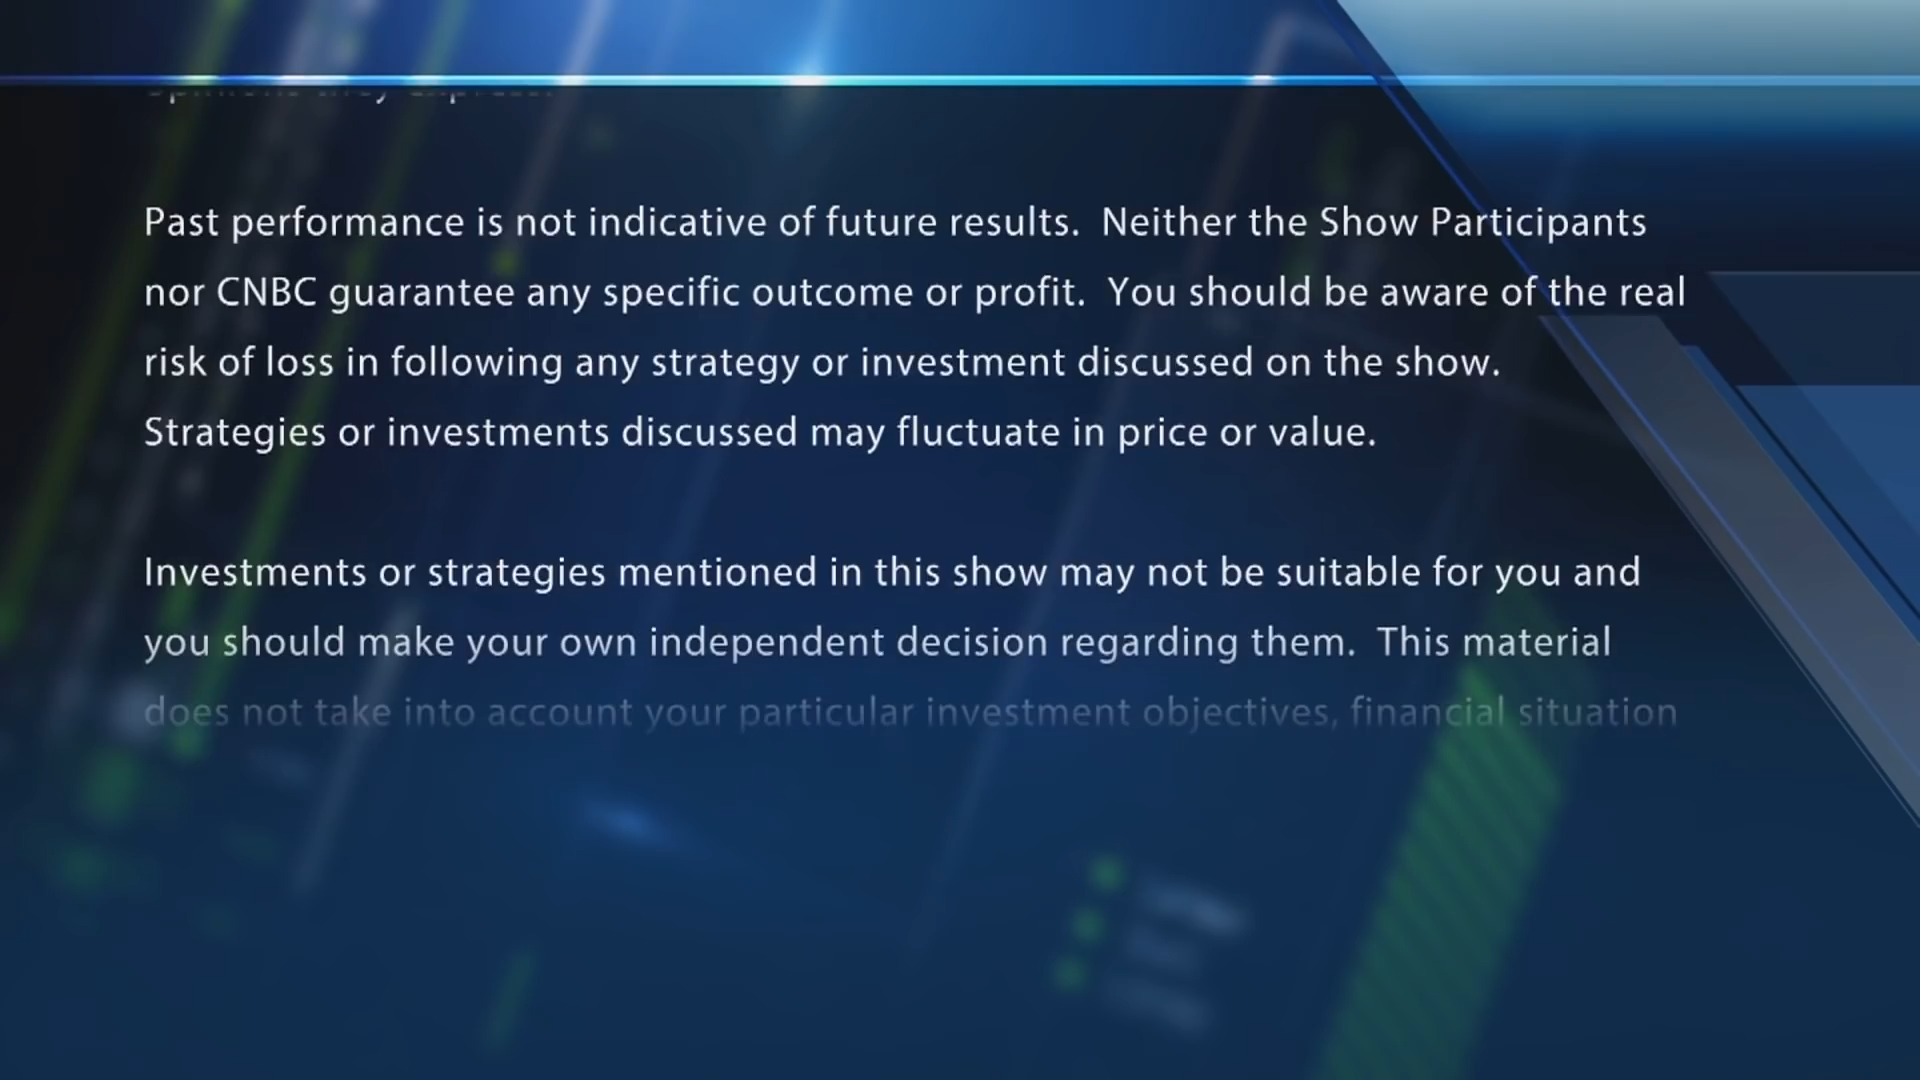 Past performance is not indicative of future results.  Neither the Show Participants
nor CNBC guarantee any specific outcome or profit.  You should be aware of the real
risk of loss in following any strategy or investment discussed on the show.
Strategies or investments discussed may fluctuate in price or value.
Investments or strategies mentioned in this show may not be suitable for you and
you should make your own independent decision regarding them.  This material
does not take into account your particular investment objectives, financial situation